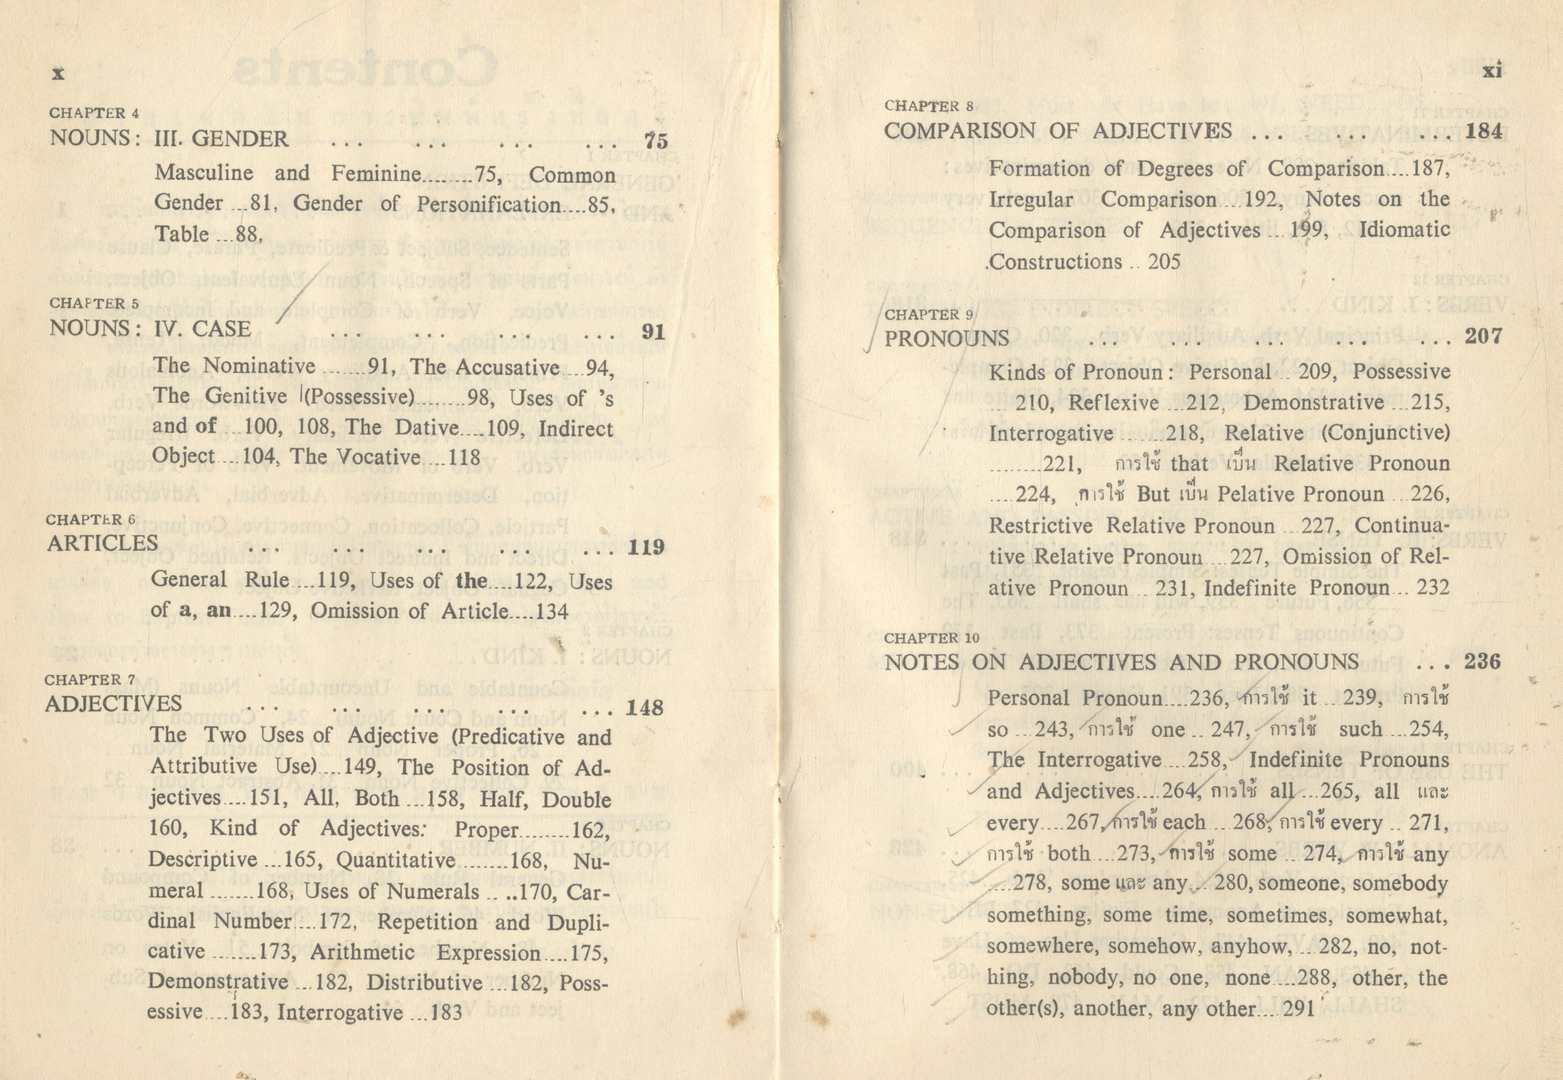 x
CHAPTER 4
NOUNS: III. GENDER ... ... ... ... 75
Masculine and Feminine........75, Common
Gender ...81, Gender of Personification....85,
Table ...88,
CHAPTER 5
NOUNS: IV. CASE ... ... ... ... 91
The Nominative .......91, The Accusative ...94,
The Genitive (Possessive)........98, Uses of 's
and of ...100, 108, The Dative....109, Indirect
Object ...104, The Vocative ...118
CHAPTER 6
ARTICLES ... ... ... ... ... 119
General Rule ...119, Uses of the....122, Uses
of a, an....129, Omission of Article....134
CHAPTER 7
ADJECTIVES ... ... ... ... ... 148
The Two Uses of Adjective (Predicative and
Attributive Use)....149, The Position of Ad-
jectives....151, All, Both ...158, Half, Double
160, Kind of Adjectives: Proper........162,
Descriptive ...165, Quantitative ........168, Nu-
meral .......168, Uses of Numerals .. ..170, Car-
dinal Number....172, Repetition and Dupli-
cative .......173, Arithmetic Expression....175,
Demonstrative ...182, Distributive ...182, Poss-
essive ...183, Interrogative ...183
xi
CHAPTER 8
COMPARISON OF ADJECTIVES ... ... ... 184
Formation of Degrees of Comparison....187,
Irregular Comparison ...192, Notes on the
Comparison of Adjectives .. 199, Idiomatic
.Constructions .. 205
CHAPTER 9
PRONOUNS ... ... ... ... ... 207
Kinds of Pronoun: Personal .. 209, Possessive
... 210, Reflexive ...212, Demonstrative ...215,
Interrogative .......218, Relative (Conjunctive)
........221, การใช้ that เป็น Relative Pronoun
....224, การใช้ But เป็น Pelative Pronoun ...226,
Restrictive Relative Pronoun ...227, Continua-
tive Relative Pronoun ...227, Omission of Rel-
ative Pronoun .. 231, Indefinite Pronoun .. 232
CHAPTER 10
NOTES ON ADJECTIVES AND PRONOUNS ... 236
Personal Pronoun....236, การใช้ it .. 239, การใช้
so ...243, การใช้ one .. 247, การใช้ such ...254,
The Interrogative ...258, Indefinite Pronouns
and Adjectives....264, การใช้ all ...265, all และ
every....267, การใช้ each ...268, การใช้ every .. 271,
การใช้ both ...273, การใช้ some .. 274, การใช้ any
....278, some และ any... 280, someone, somebody
something, some time, sometimes, somewhat,
somewhere, somehow, anyhow, .. 282, no, not-
hing, nobody, no one, none ...288, other, the
other(s), another, any other....291